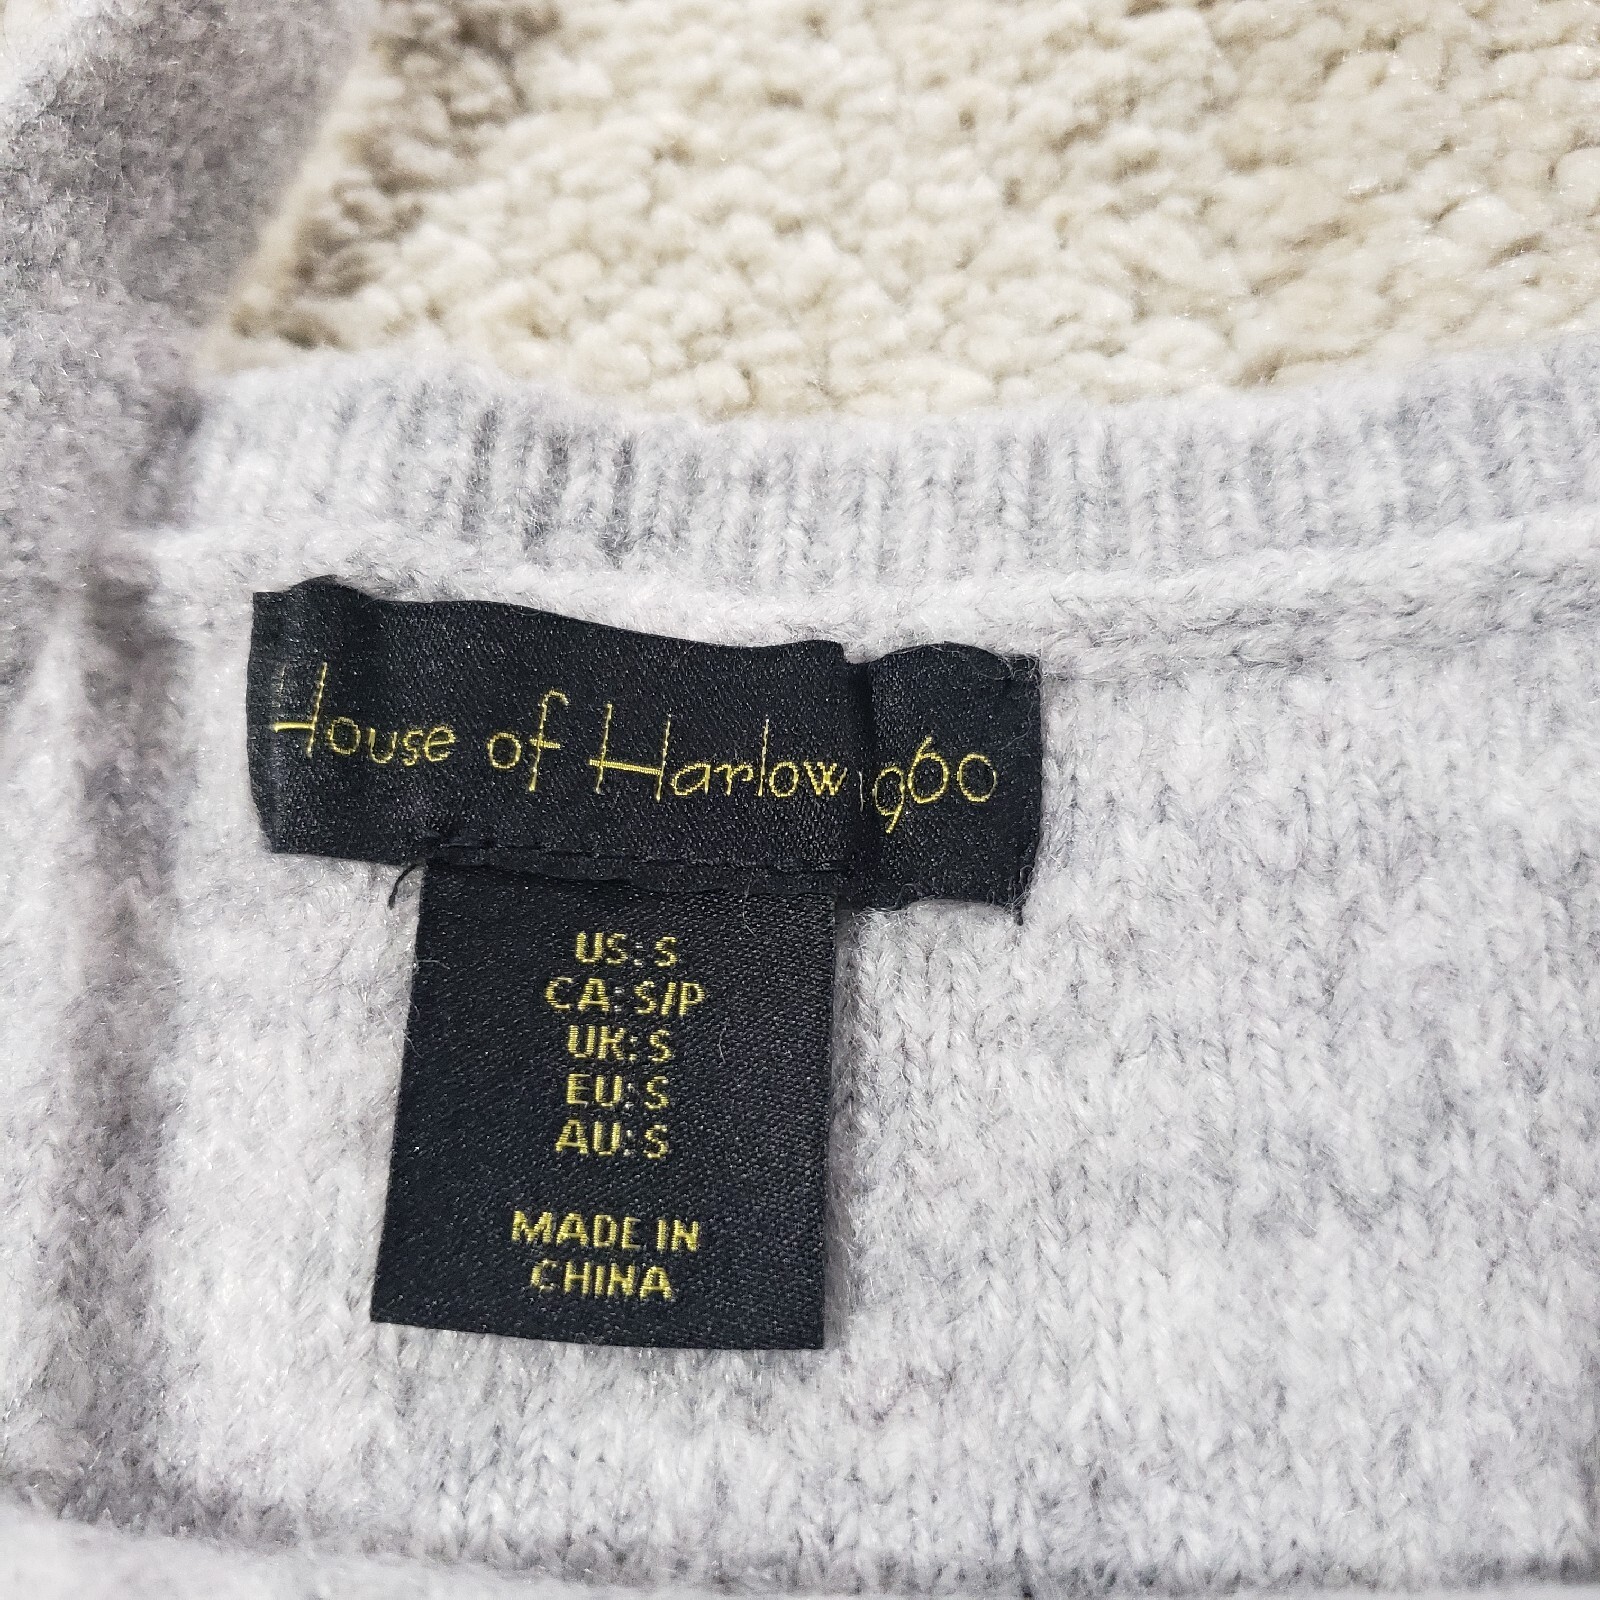 House of Harlow 1960
US: S
CA: S/P
UK: S
EU: S
AU: S
MADE IN
CHINA